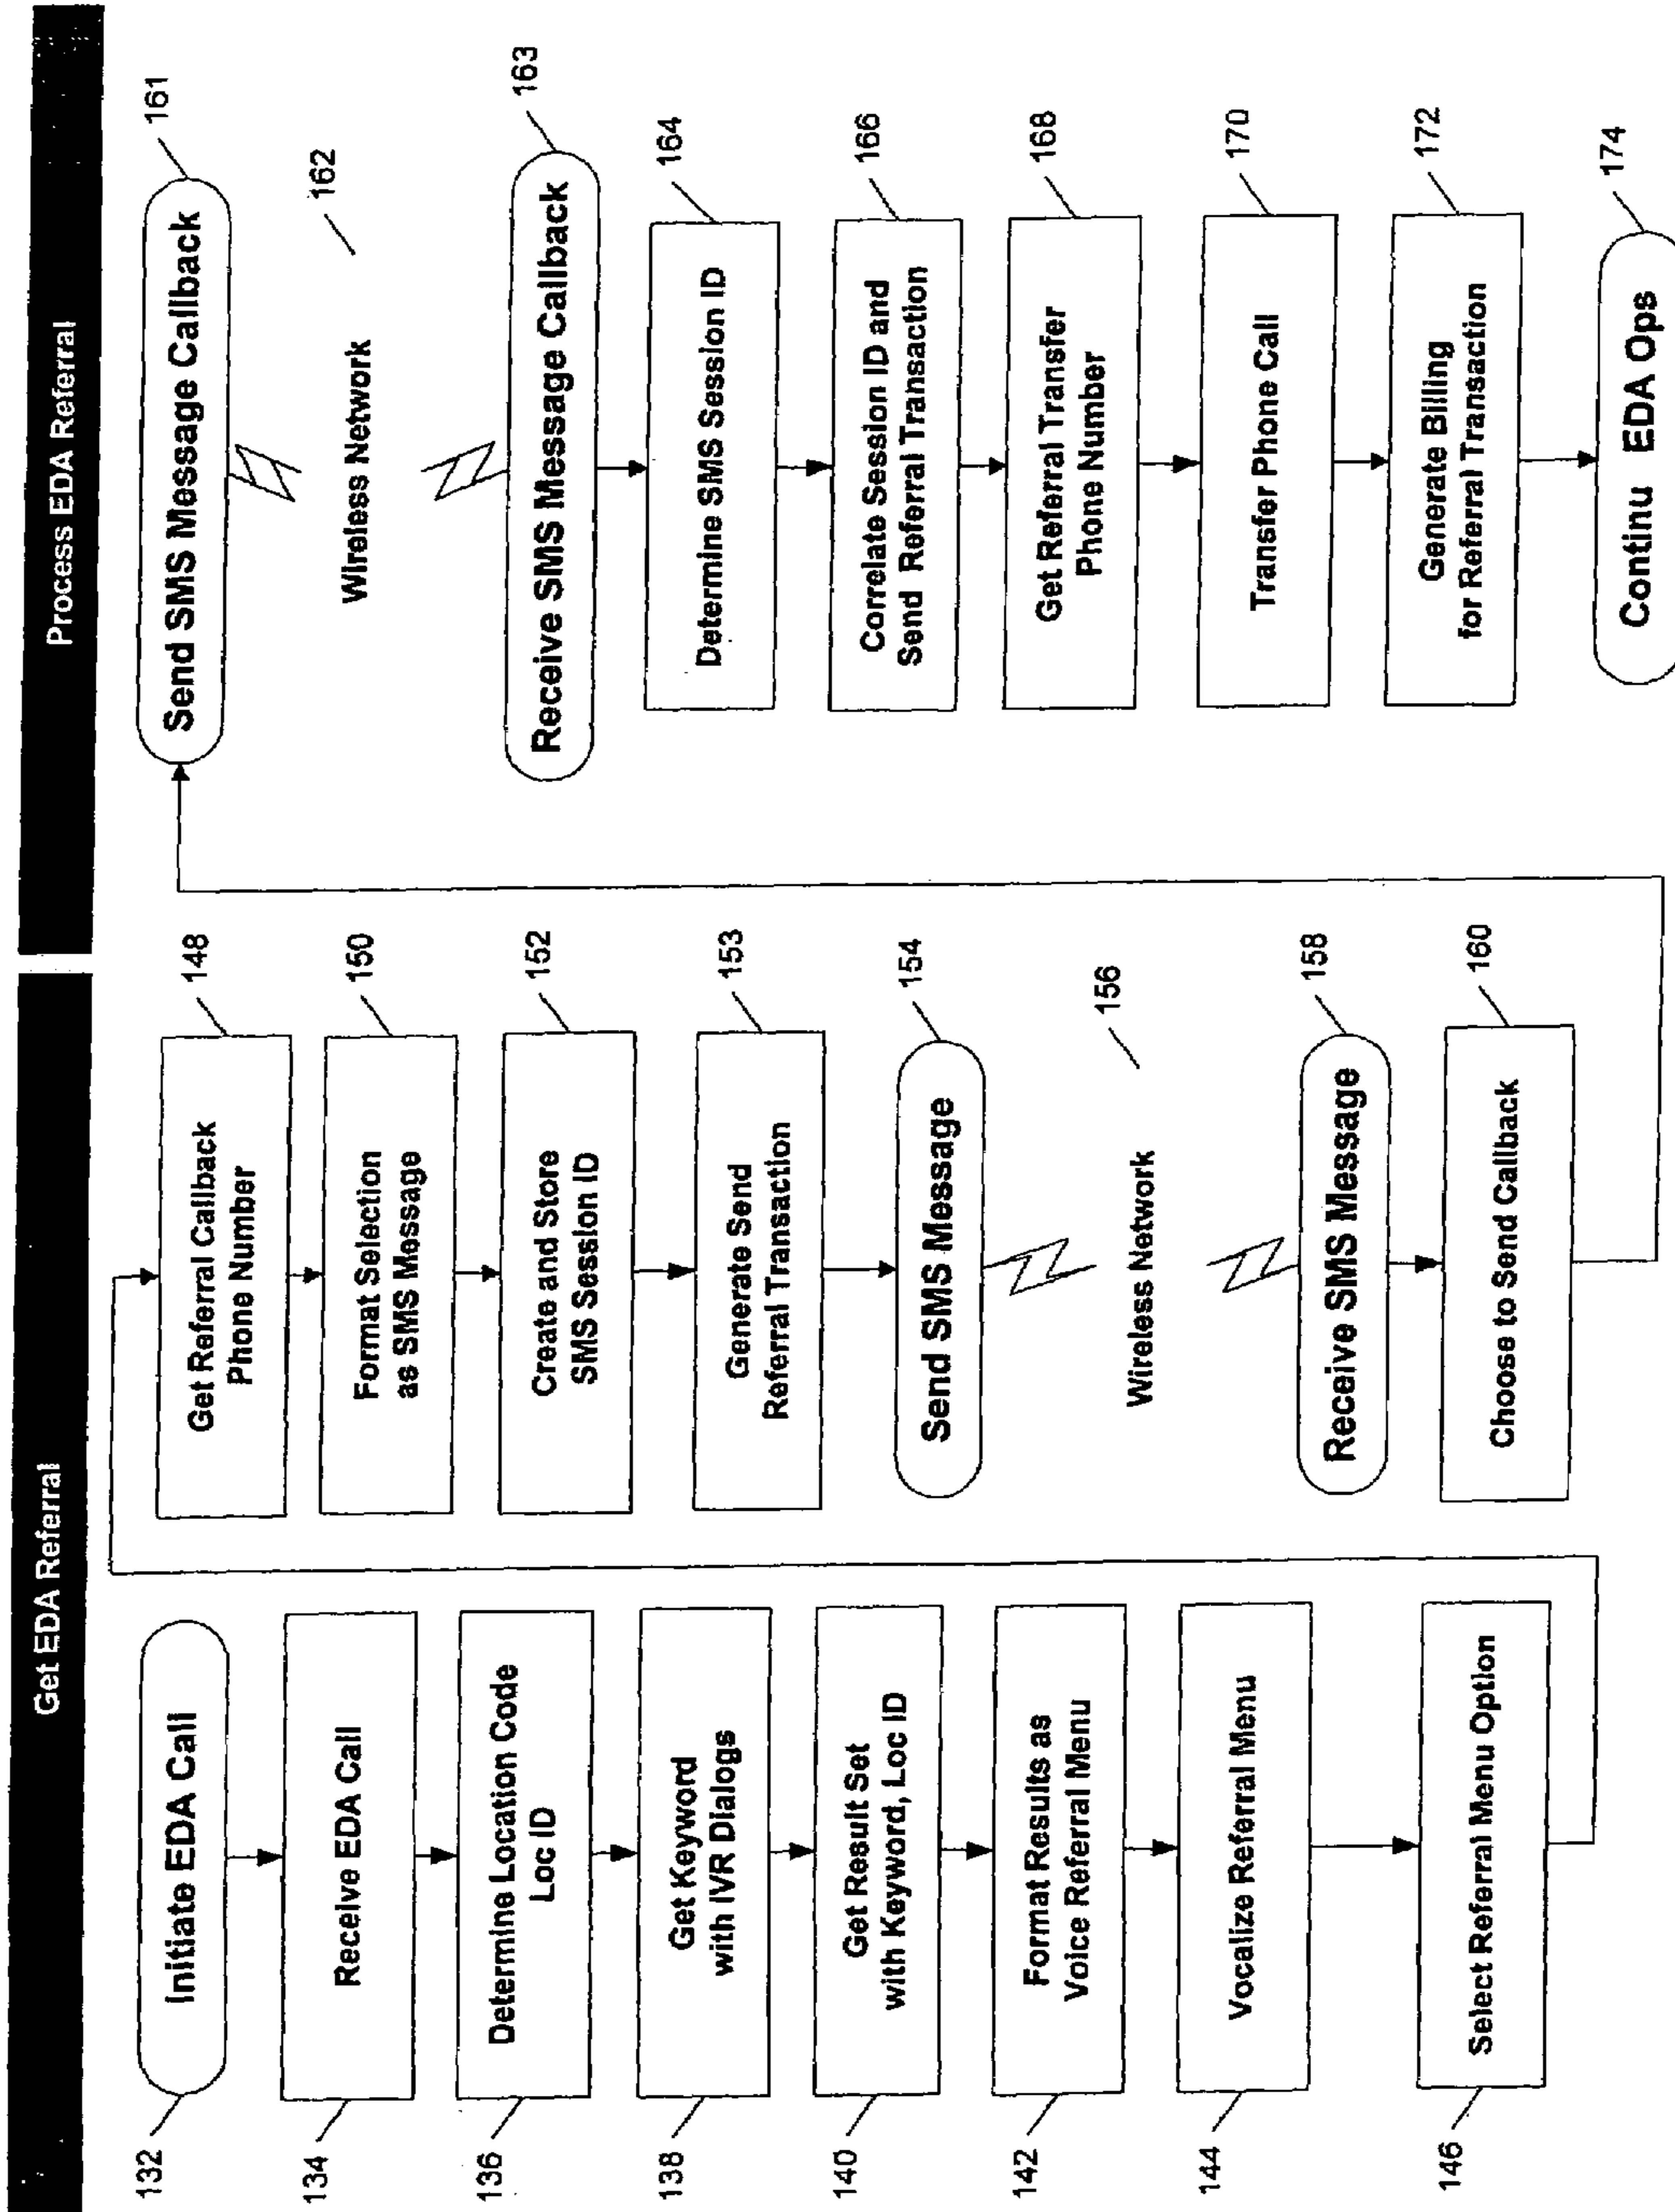 Get EDA Referral
132
Initiate EDA Call
134
Receive EDA Call
136
Determine Location Code
Loc ID
138
Get Keyword
with IVR Dialogs
140
Get Result Set
with Keyword, Loc ID
142
Format Results as
Voice Referral Menu
144
Vocalize Referral Menu
146
Select Referral Menu Option
148
Get Referral Callback
Phone Number
150
Format Selection
as SMS Message
152
Create and Store
SMS Session ID
153
Generate Send
Referral Transaction
154
Send SMS Message
156
Wireless Network
158
Receive SMS Message
160
Choose to Send Callback
Process EDA Referral
161
Send SMS Message Callback
162
Wireless Network
163
Receive SMS Message Callback
164
Determine SMS Session ID
166
Correlate Session ID and
Send Referral Transaction
168
Get Referral Transfer
Phone Number
170
Transfer Phone Call
172
Generate Billing
for Referral Transaction
174
Continu EDA Ops